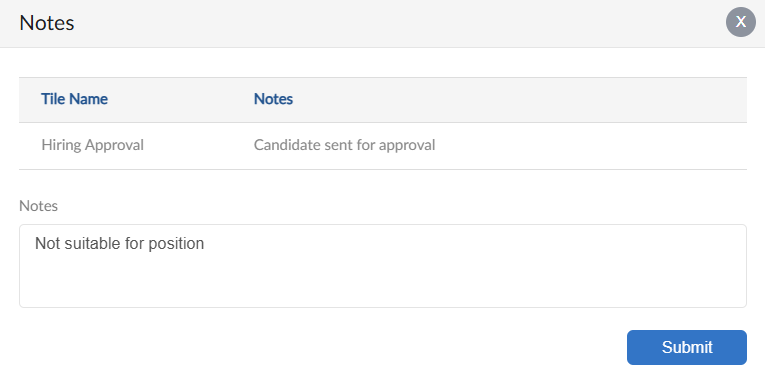 Notes
X
Tile Name Notes
Hiring Approval Candidate sent for approval
Notes
Not suitable for position
Submit